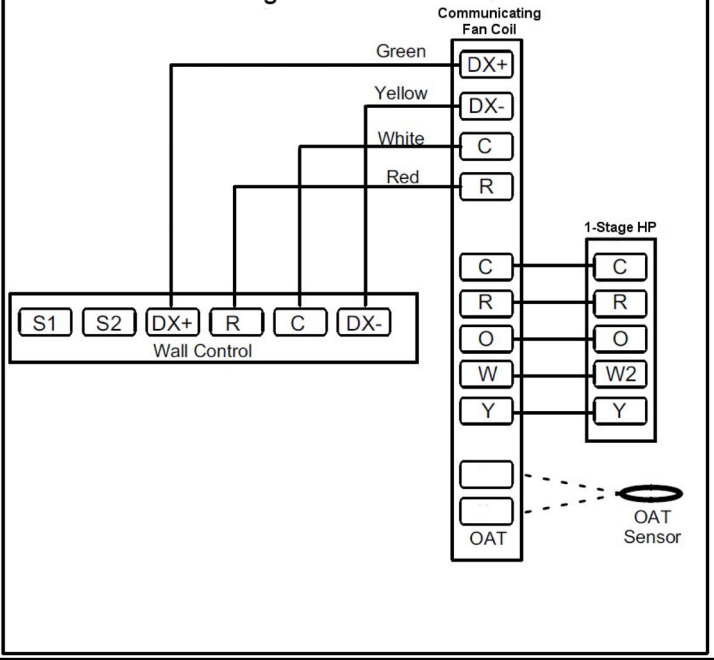 Communicating
Fan Coil
Green
DX+
Yellow
DX-
White
C
Red
R
1-Stage HP
C
C
R
R
S1
S2
DX+
R
C
DX-
O
O
Wall Control
W
W2
Y
Y
OAT
OAT
Sensor